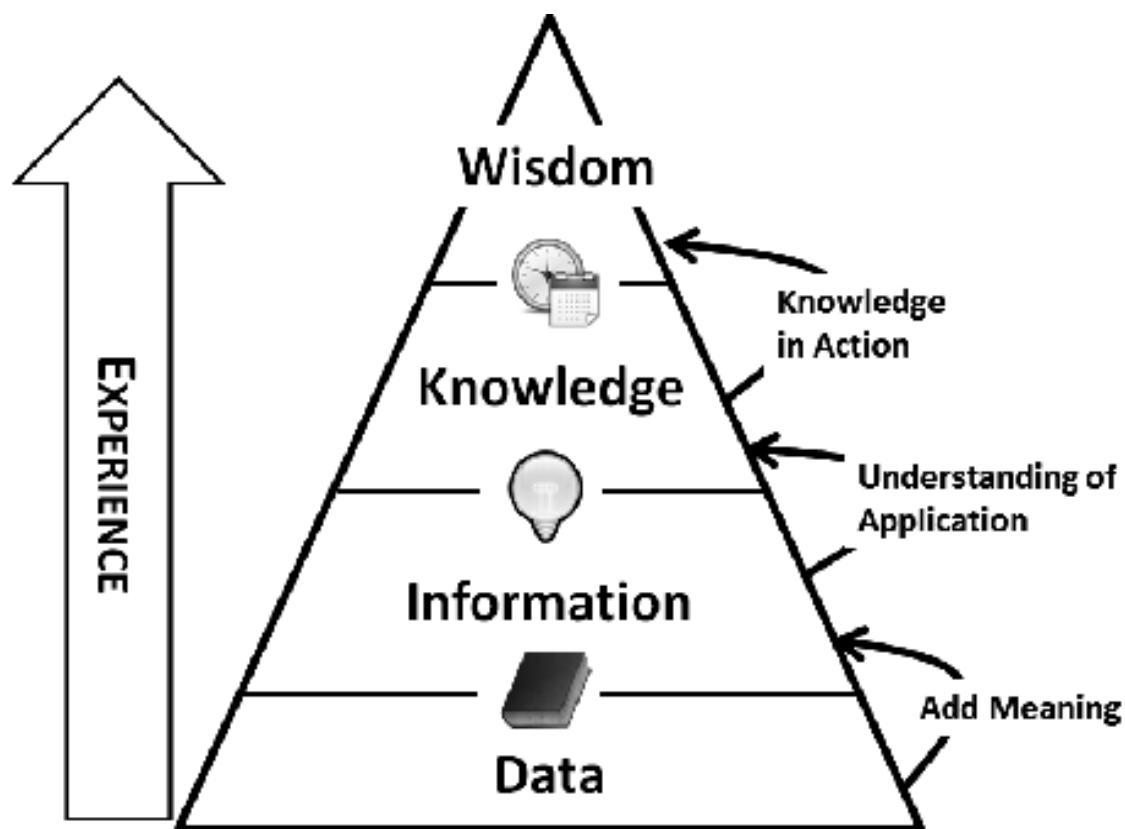 Wisdom
Knowledge
in Action
EXPERIENCE
Knowledge
Understanding of
Application
Information
Add Meaning
Data